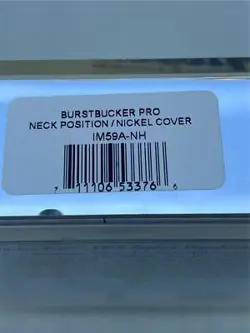 BURSTBUCKER PRO
NECK POSITION / NICKEL COVER
IM59A-NH
7 11106 53376 6